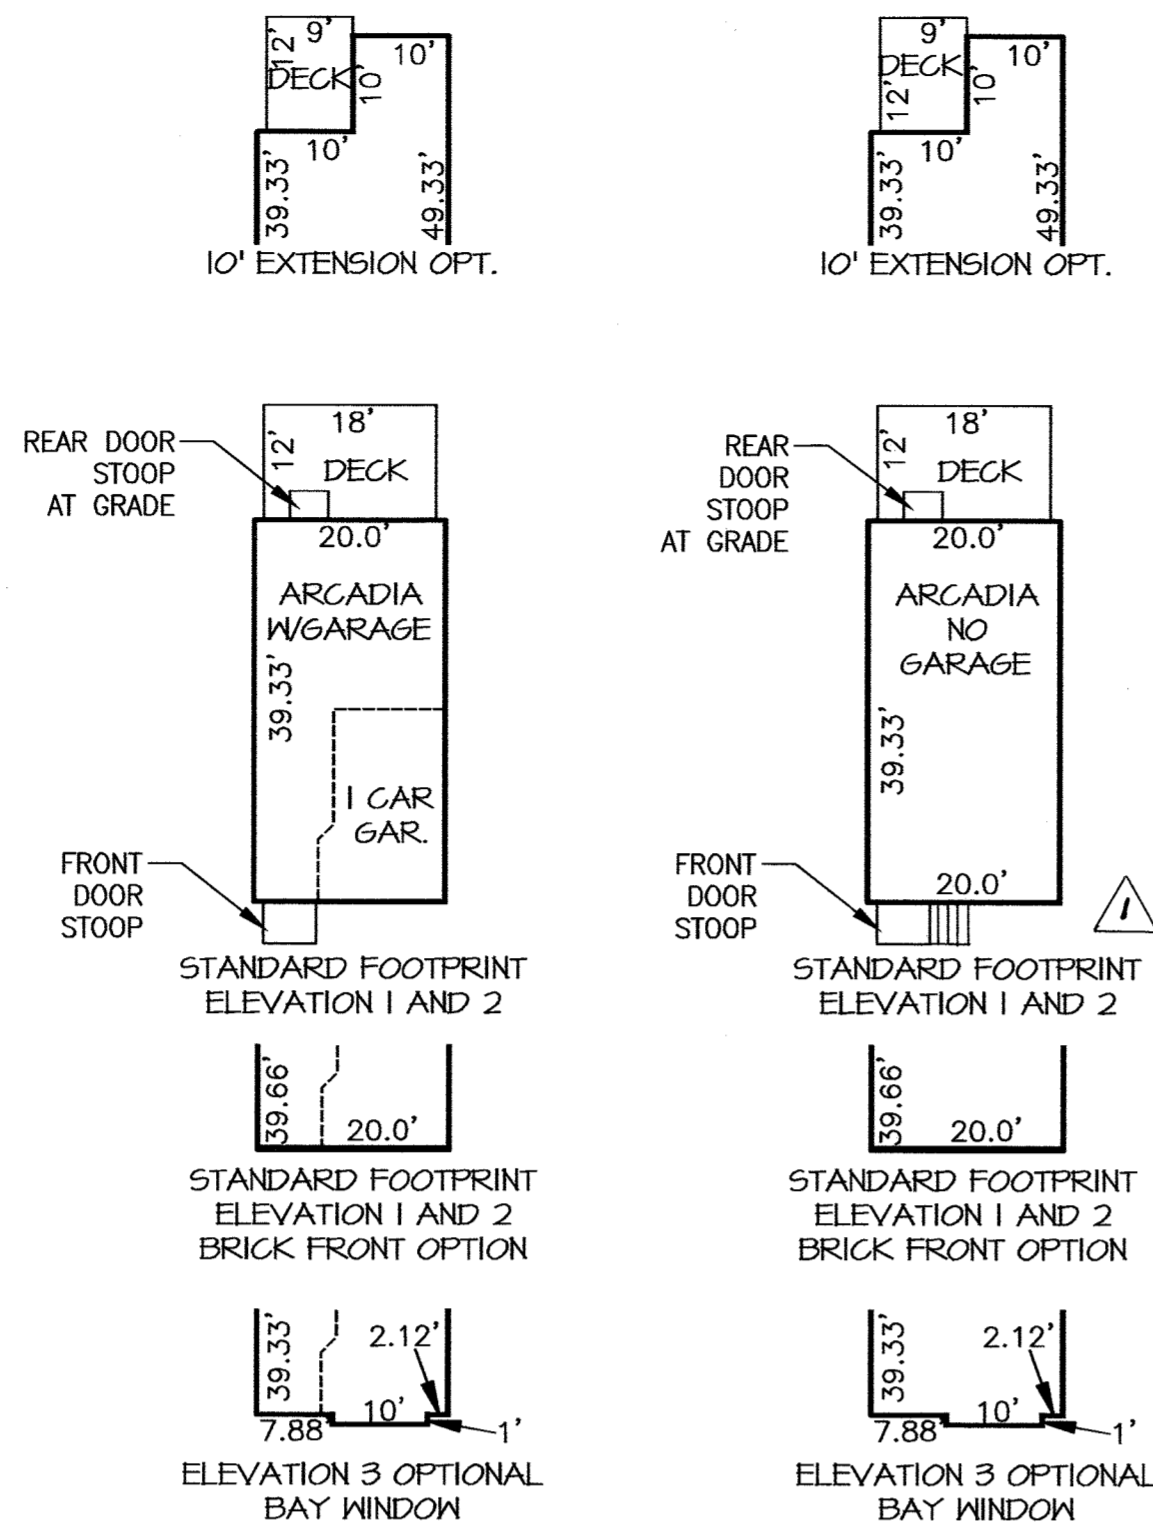 9'
12'
DECK
10'
10'
10'
39.33'
49.33'
10' EXTENSION OPT.
9'
DECK
12'
10'
10'
10'
39.33'
49.33'
10' EXTENSION OPT.
REAR DOOR
STOOP
AT GRADE
18'
12'
DECK
20.0'
ARCADIA
W/GARAGE
39.33'
1 CAR
GAR.
FRONT
DOOR
STOOP
STANDARD FOOTPRINT
ELEVATION 1 AND 2
REAR
DOOR
STOOP
AT GRADE
18'
12'
DECK
20.0'
ARCADIA
NO
GARAGE
39.33'
20.0'
FRONT
DOOR
STOOP
1
STANDARD FOOTPRINT
ELEVATION 1 AND 2
39.66'
20.0'
STANDARD FOOTPRINT
ELEVATION 1 AND 2
BRICK FRONT OPTION
39.66'
20.0'
STANDARD FOOTPRINT
ELEVATION 1 AND 2
BRICK FRONT OPTION
39.33'
2.12'
10'
7.88'
1'
ELEVATION 3 OPTIONAL
BAY WINDOW
39.33'
2.12'
10'
7.88'
1'
ELEVATION 3 OPTIONAL
BAY WINDOW